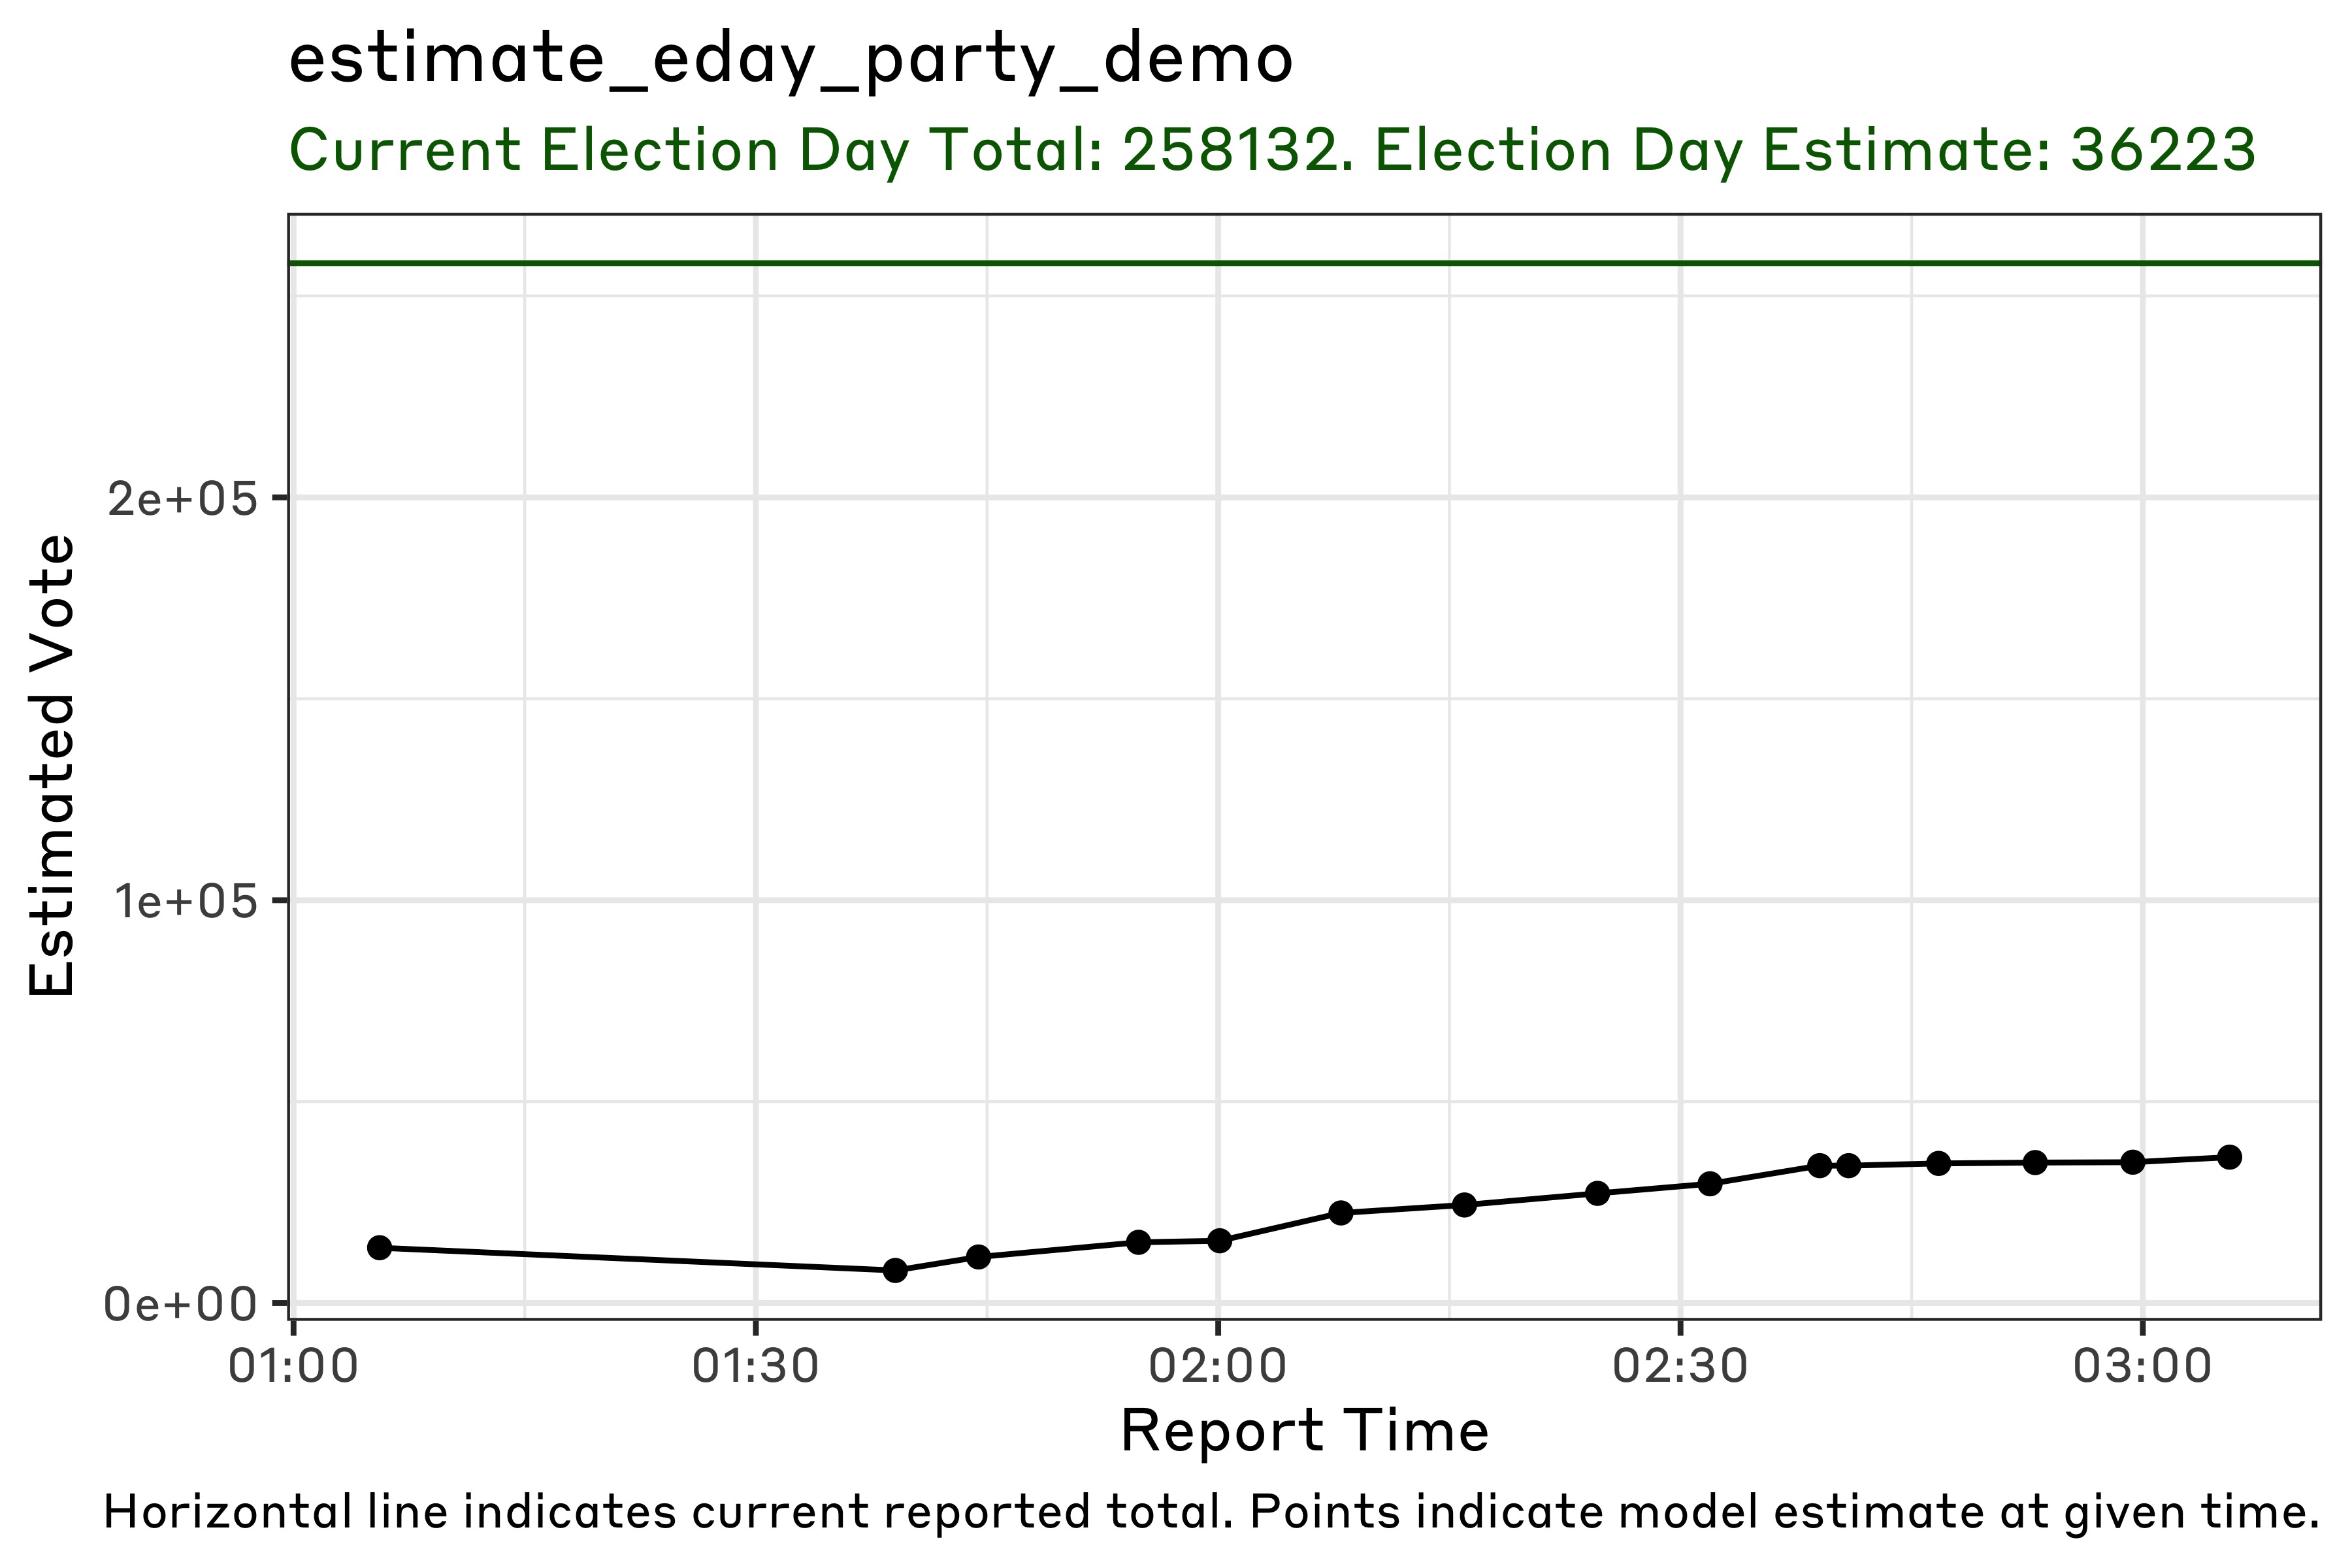 estimate_eday_party_demo
Current Election Day Total: 258132. Election Day Estimate: 36223
Estimated Vote
2e+05
1e+05
0e+00
01:00 01:30 02:00 02:30 03:00
Report Time
Horizontal line indicates current reported total. Points indicate model estimate at given time.